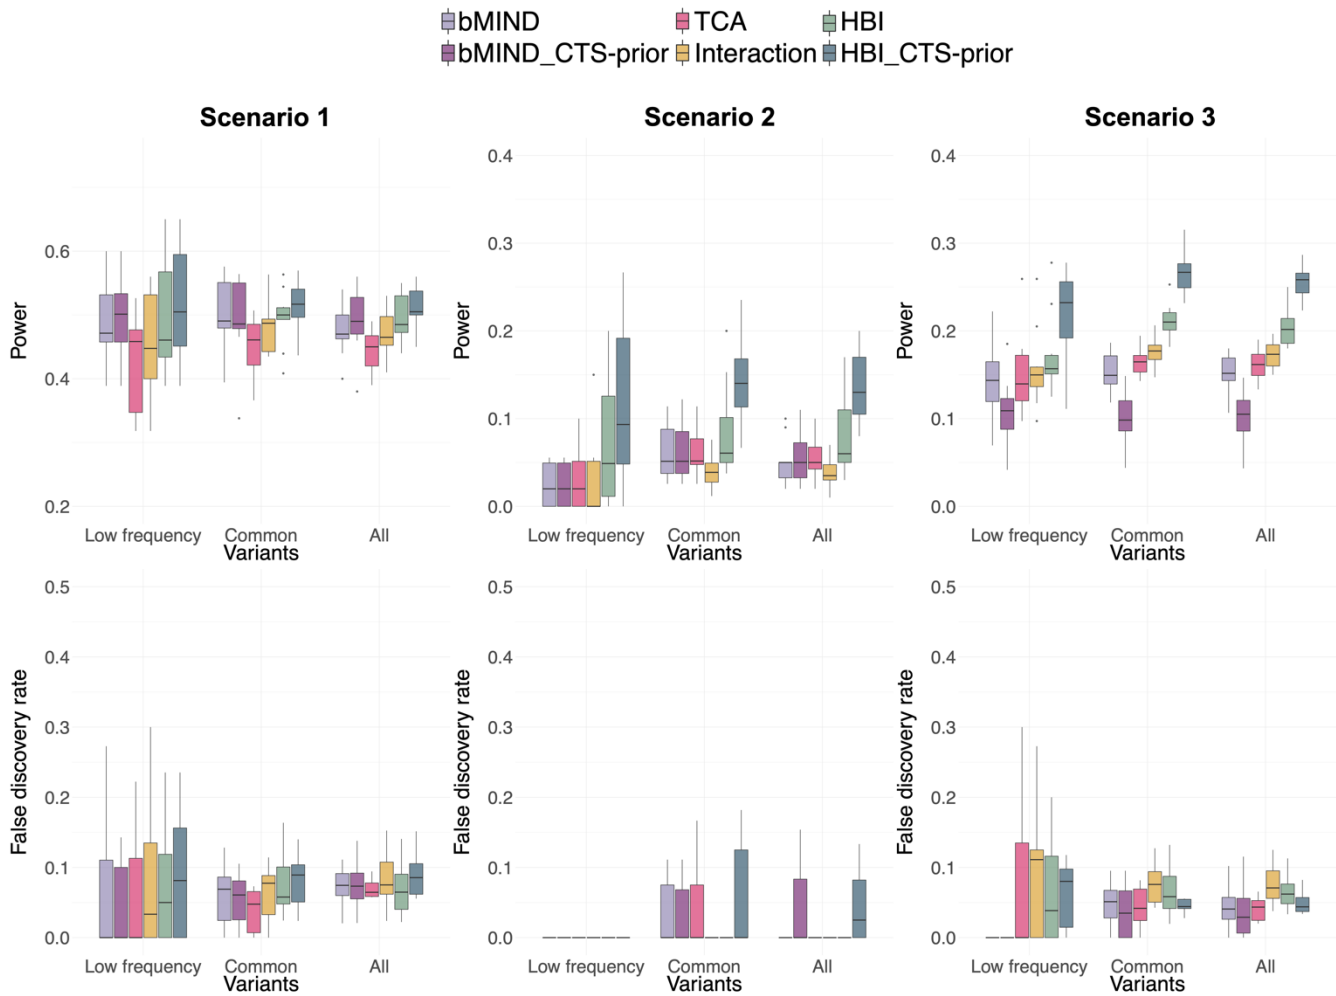 bMIND TCA HBI
bMIND_CTS-prior Interaction HBI_CTS-prior
Scenario 1 Scenario 2 Scenario 3
Power
0.6
0.4
0.2
Low frequency Common All
Variants
Power
0.4
0.3
0.2
0.1
0.0
Low frequency Common All
Variants
Power
0.4
0.3
0.2
0.1
0.0
Low frequency Common All
Variants
False discovery rate
0.5
0.4
0.3
0.2
0.1
0.0
Low frequency Common All
Variants
False discovery rate
0.5
0.4
0.3
0.2
0.1
0.0
Low frequency Common All
Variants
False discovery rate
0.5
0.4
0.3
0.2
0.1
0.0
Low frequency Common All
Variants